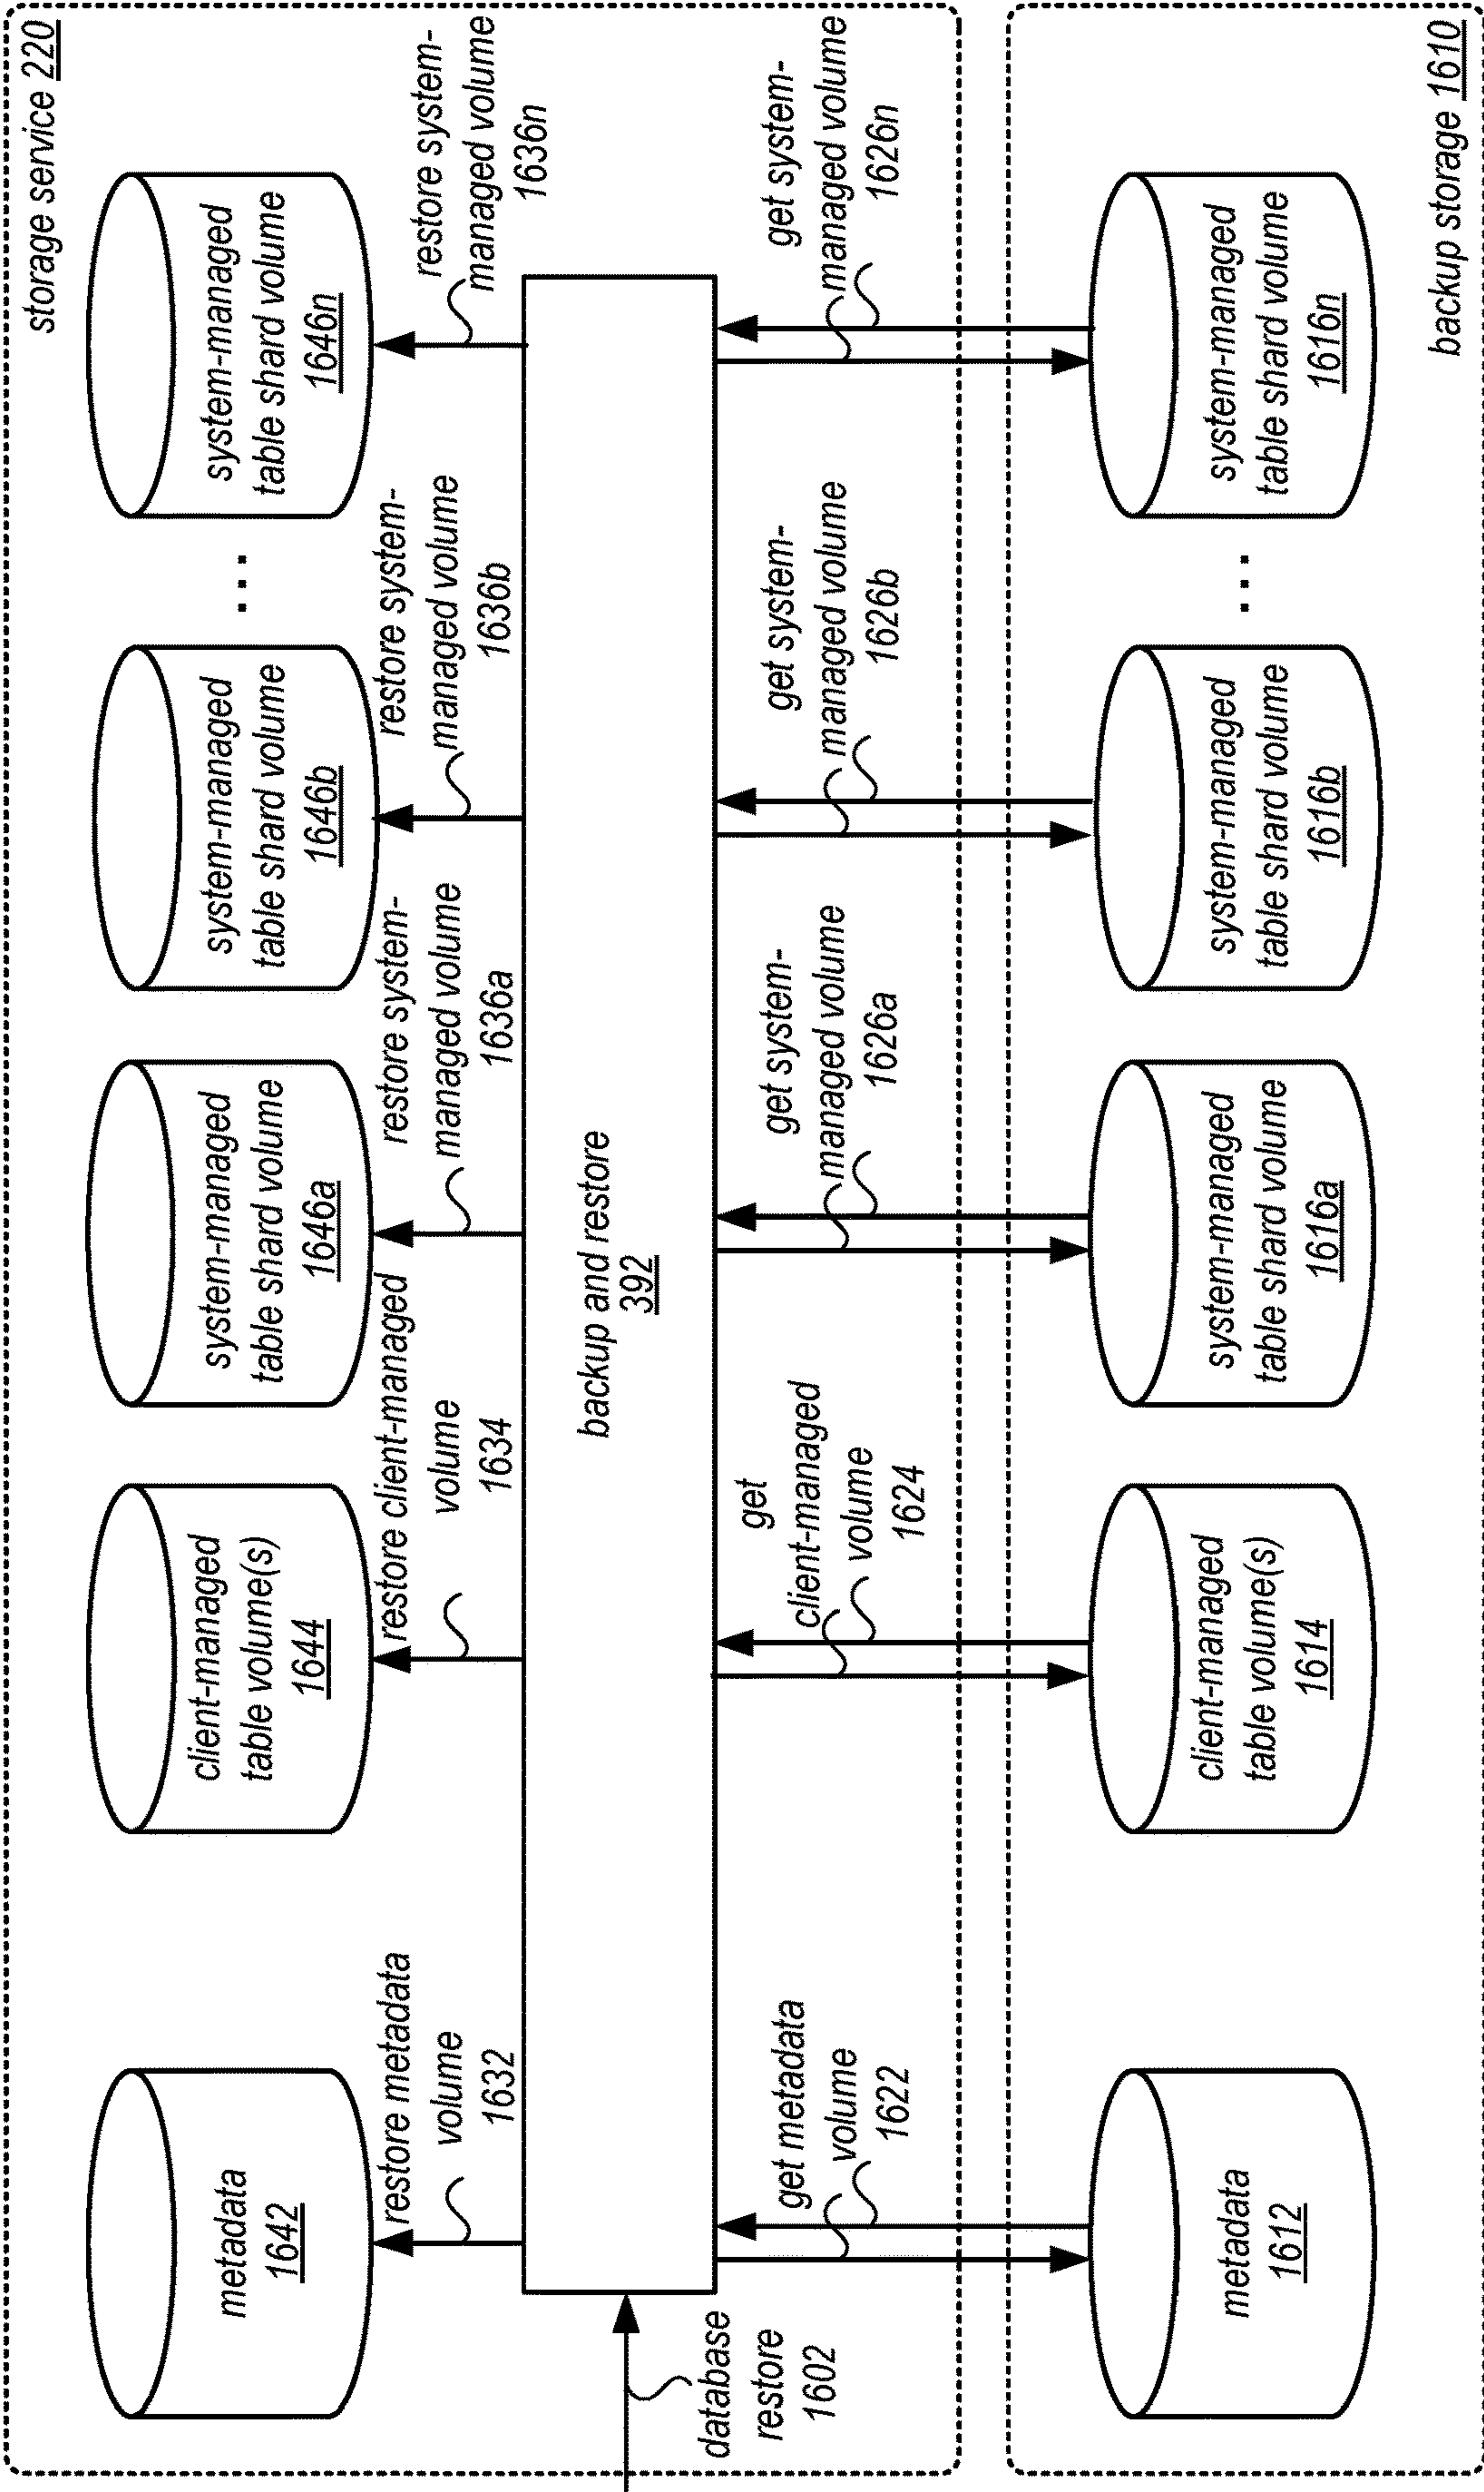 storage service 220
metadata
1642
client-managed
table volume(s)
1644
system-managed
table shard volume
1646a
system-managed
table shard volume
1646b
...
system-managed
table shard volume
1646n
restore metadata
volume
1632
restore client-managed
volume
1634
restore system-
managed volume
1636a
restore system-
managed volume
1636b
restore system-
managed volume
1636n
backup and restore
392
database
restore
1602
get metadata
volume
1622
get
client-managed
volume
1624
get system-
managed volume
1626a
get system-
managed volume
1626b
get system-
managed volume
1626n
metadata
1612
client-managed
table volume(s)
1614
system-managed
table shard volume
1616a
system-managed
table shard volume
1616b
...
system-managed
table shard volume
1616n
backup storage 1610